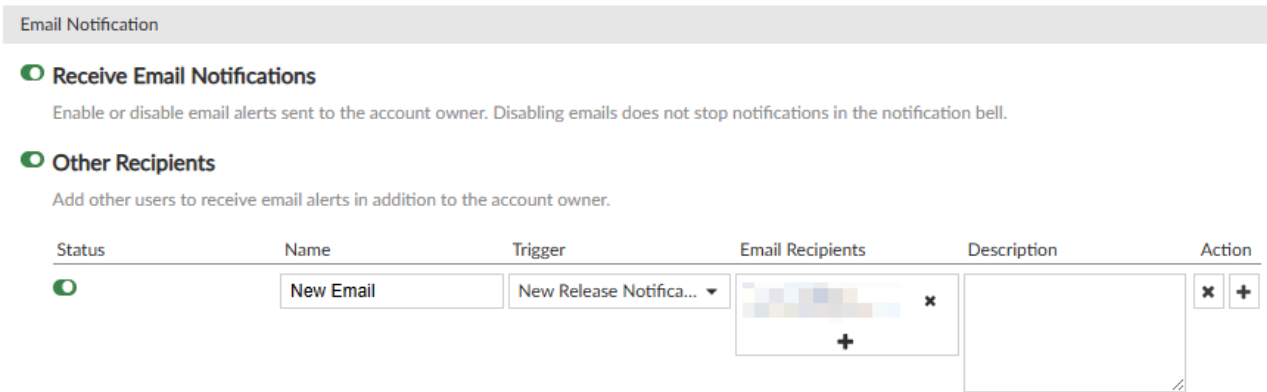 Email Notification
Receive Email Notifications
Enable or disable email alerts sent to the account owner. Disabling emails does not stop notifications in the notification bell.
Other Recipients
Add other users to receive email alerts in addition to the account owner.
Status Name Trigger Email Recipients Description Action
New Email New Release Notifica...